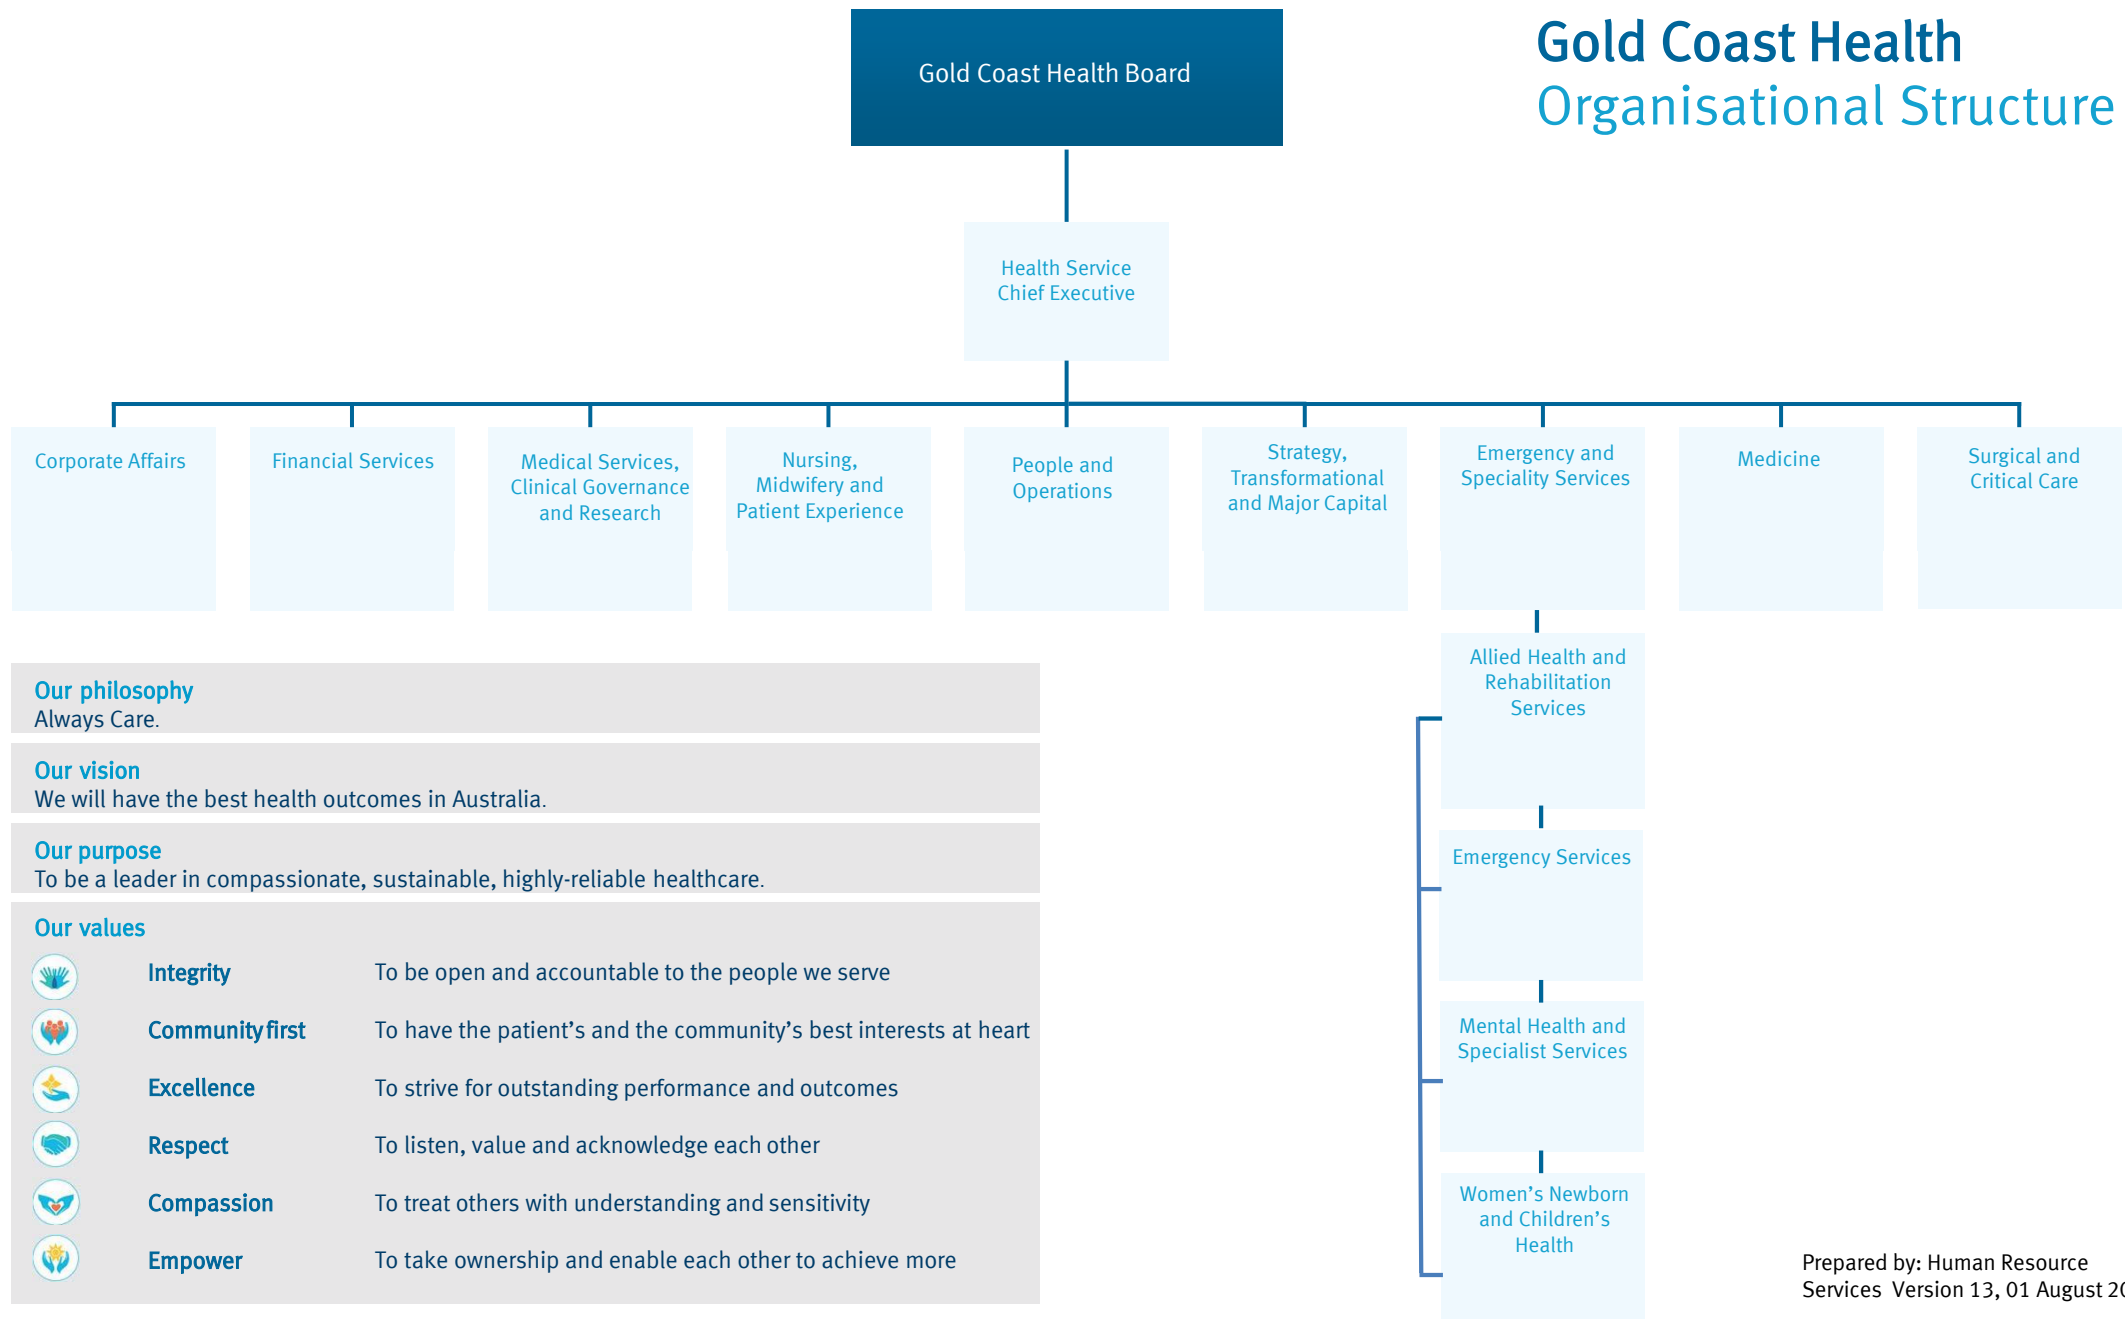 Gold Coast Health
Organisational Structure
Gold Coast Health Board
Health Service
Chief Executive
Corporate Affairs
Financial Services
Medical Services,
Clinical Governance
and Research
Nursing,
Midwifery and
Patient Experience
People and
Operations
Strategy,
Transformational
and Major Capital
Emergency and
Speciality Services
Medicine
Surgical and
Critical Care
Allied Health and
Rehabilitation
Services
Emergency Services
Mental Health and
Specialist Services
Women’s Newborn
and Children’s
Health
Our philosophy
Always Care.
Our vision
We will have the best health outcomes in Australia.
Our purpose
To be a leader in compassionate, sustainable, highly-reliable healthcare.
Our values
Integrity To be open and accountable to the people we serve
Community first To have the patient’s and the community’s best interests at heart
Excellence To strive for outstanding performance and outcomes
Respect To listen, value and acknowledge each other
Compassion To treat others with understanding and sensitivity
Empower To take ownership and enable each other to achieve more
Prepared by: Human Resource
Services Version 13, 01 August